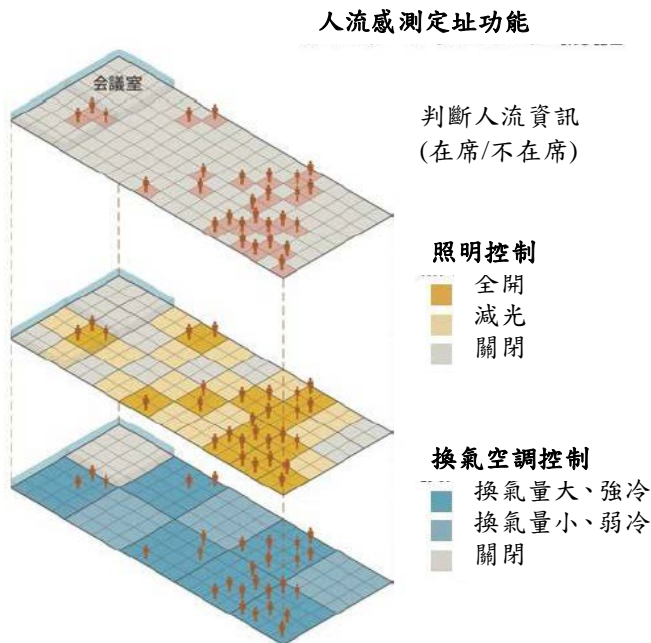 人流感測定址功能
会議室
判斷人流資訊
(在席/不在席)
照明控制
全開
減光
關閉
換氣空調控制
換氣量大、強冷
換氣量小、弱冷
關閉